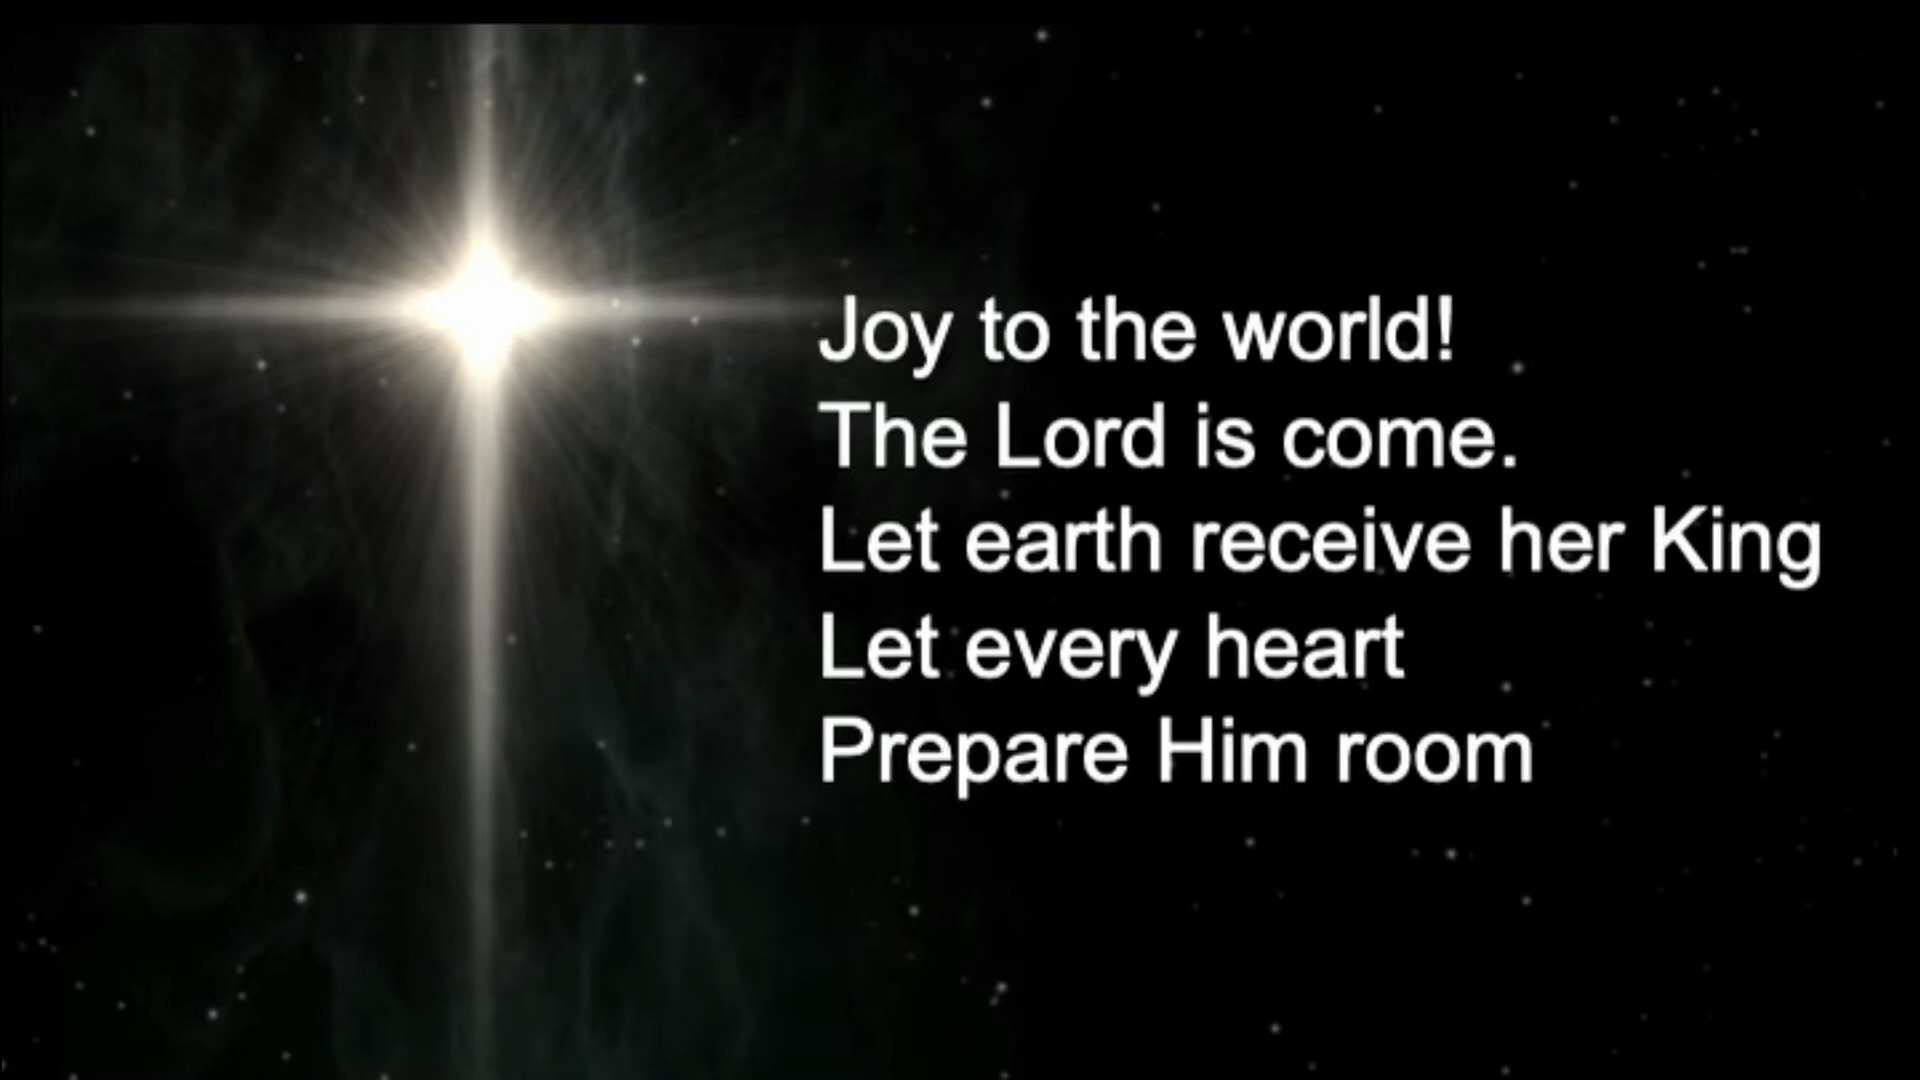 Joy to the world!
The Lord is come.
Let earth receive her King
Let every heart
Prepare Him room